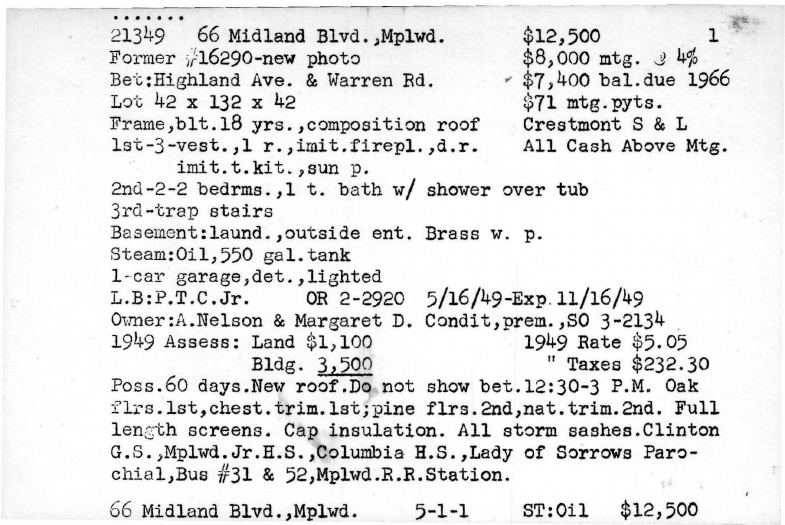 21349 66 Midland Blvd.,Mplwd. $12,500 1
Former #16290-new photo $8,000 mtg. @ 4%
Bet:Highland Ave. & Warren Rd. $7,400 bal.due 1966
Lot 42 x 132 x 42 $71 mtg.pyts.
Frame,blt.18 yrs.,composition roof Crestmont S & L
1st-3-vest.,l r.,imit.firepl.,d.r. All Cash Above Mtg.
imit.t.kit.,sun p.
2nd-2-2 bedrms.,1 t. bath w/ shower over tub
3rd-trap stairs
Basement:laund.,outside ent. Brass w. p.
Steam:Oil,550 gal.tank
1-car garage,det.,lighted
L.B:P.T.C.Jr. OR 2-2920 5/16/49-Exp.11/16/49
Owner:A.Nelson & Margaret D. Condit,prem.,SO 3-2134
1949 Assess: Land $1,100 1949 Rate $5.05
Bldg. 3,500 " Taxes $232.30
Poss.60 days.New roof.Do not show bet.12:30-3 P.M. Oak
flrs.1st,chest.trim.1st;pine flrs.2nd,nat.trim.2nd. Full
length screens. Cap insulation. All storm sashes.Clinton
G.S.,Mplwd.Jr.H.S.,Columbia H.S.,Lady of Sorrows Paro-
chial,Bus #31 & 52,Mplwd.R.R.Station.
66 Midland Blvd.,Mplwd. 5-1-1 ST:Oil $12,500